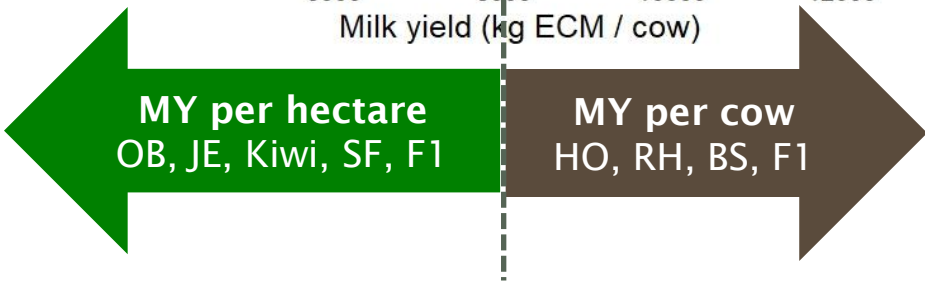 Milk yield (kg ECM / cow)
MY per hectare
OB, JE, Kiwi, SF, F1
MY per cow
HO, RH, BS, F1